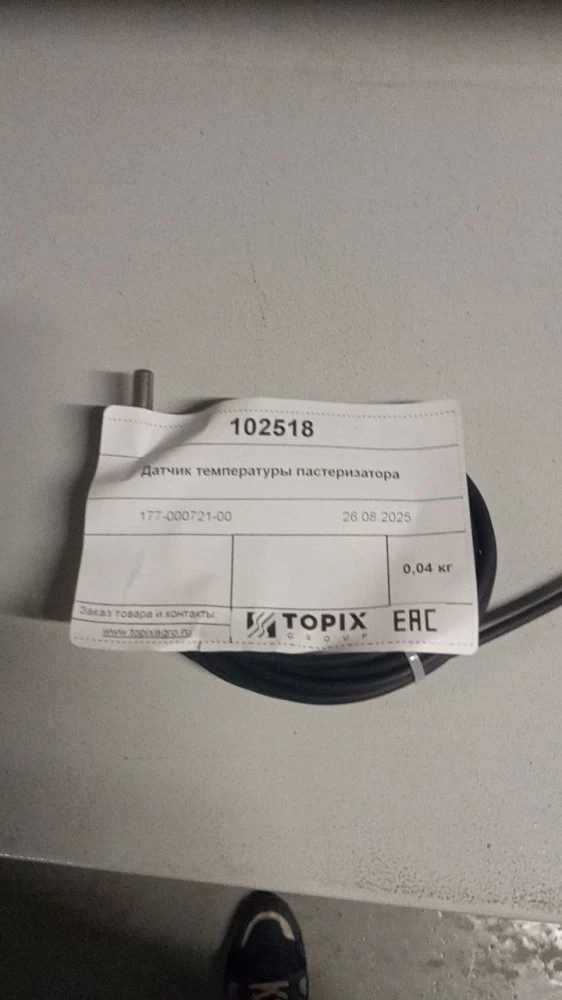 102518
Датчик температуры пастеризатора
177-000721-00 26.08.2025
0,04 кг
Заказ товара и контакты:
www.topixagro.ru
TOPIX
GROUP
EAC
K